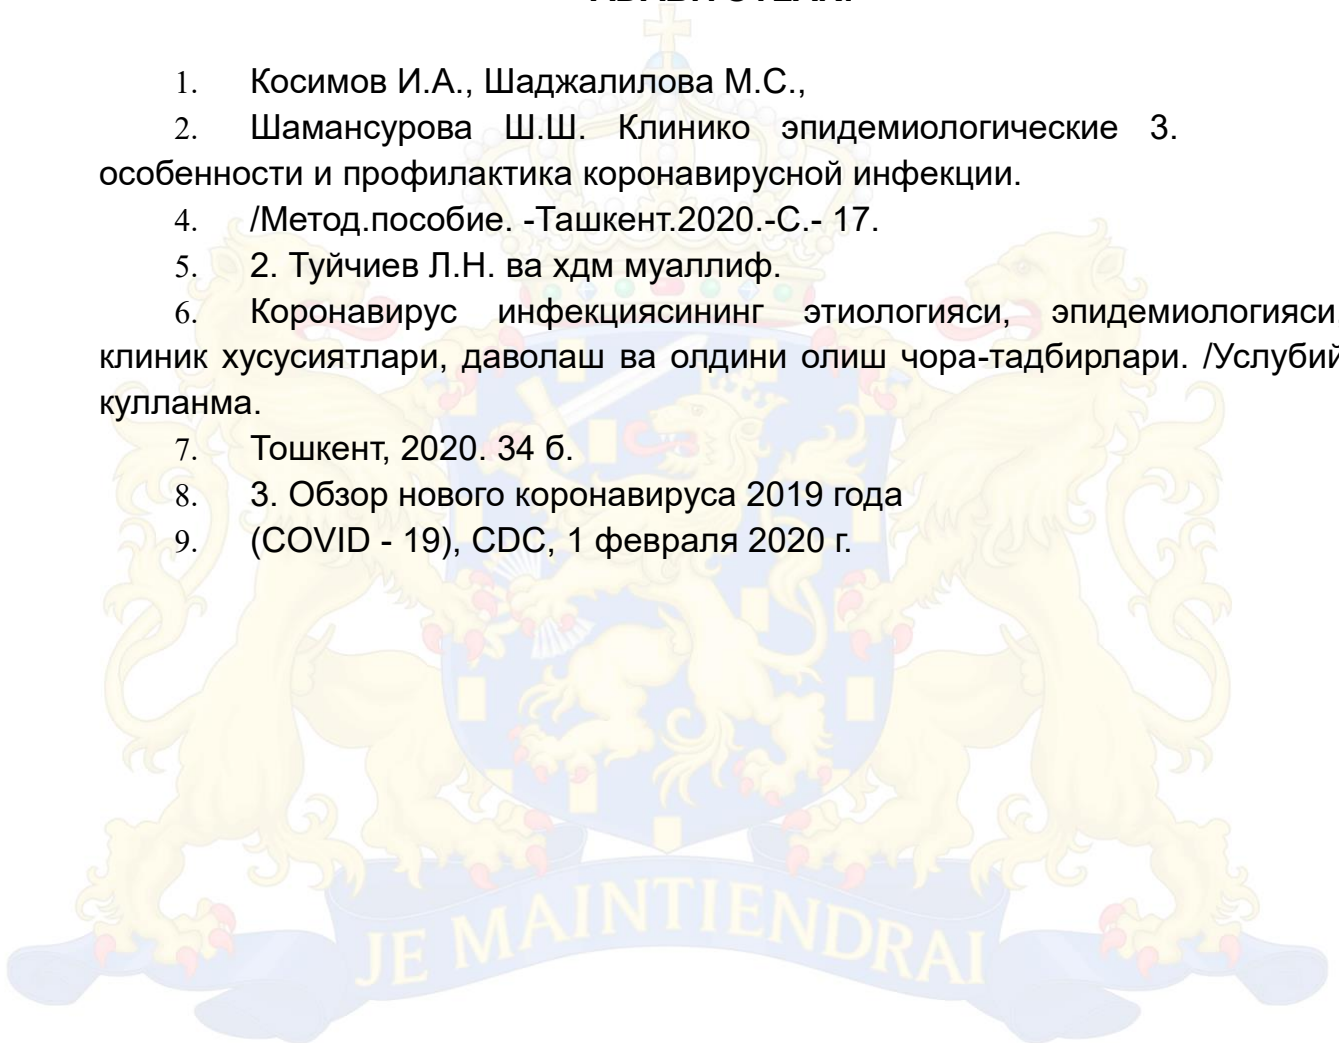 1. Косимов И.А., Шаджалилова М.С.,
2. Шамансурова Ш.Ш. Клинико эпидемиологические 3.
особенности и профилактика коронавирусной инфекции.
4. /Метод.пособие. -Ташкент.2020.-С.- 17.
5. 2. Туйчиев Л.Н. ва хдм муаллиф.
6. Коронавирус инфекциясининг этиологияси, эпидемиологияси,
клиник хусусиятлари, даволаш ва олдини олиш чора-тадбирлари. /Услубий
кулланма.
7. Тошкент, 2020. 34 б.
8. 3. Обзор нового коронавируса 2019 года
9. (COVID - 19), CDC, 1 февраля 2020 г.
JE MAINTIENDRAI